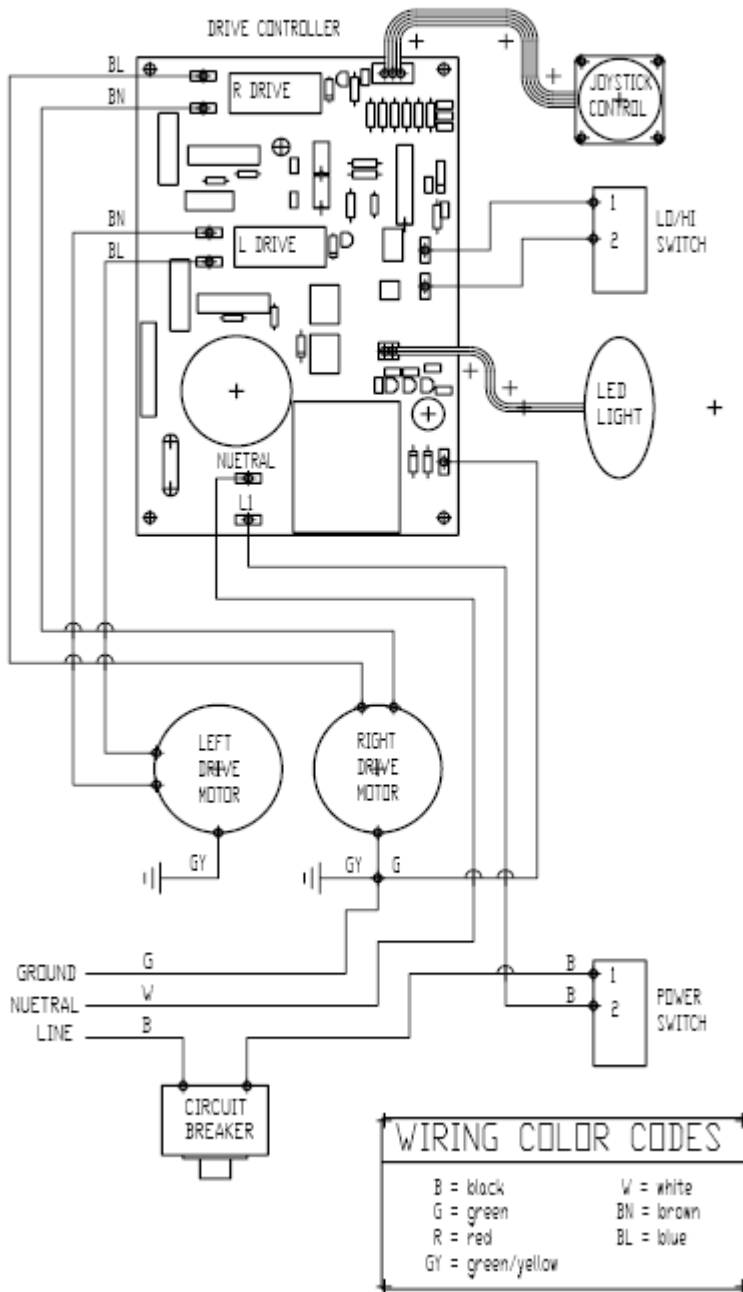 DRIVE CONTROLLER
BL
BN
R DRIVE
JOYSTICK
CONTROL
BN
BL
L DRIVE
1
2
LO/HI
SWITCH
LED
LIGHT
NUETRAL
L1
LEFT
DRIVE
MOTOR
RIGHT
DRIVE
MOTOR
GY
GY
G
GROUND
G
NUETRAL
W
LINE
B
B
1
B
2
POWER
SWITCH
CIRCUIT
BREAKER
WIRING COLOR CODES
B = black
W = white
G = green
BN = brown
R = red
BL = blue
GY = green/yellow